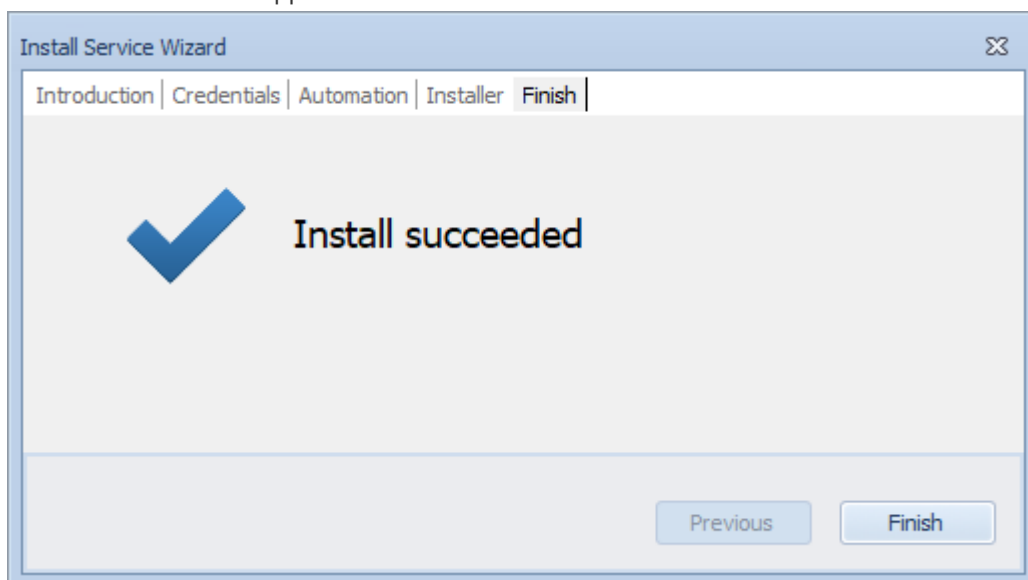 Install Service Wizard
Introduction | Credentials | Automation | Installer Finish
Install succeeded
Previous Finish